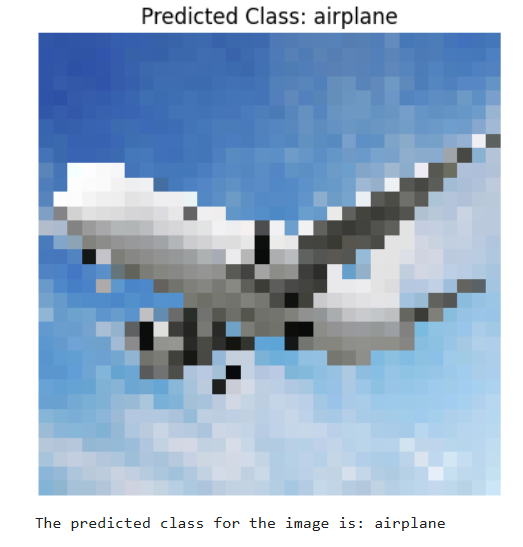 Predicted Class: airplane
The predicted class for the image is: airplane